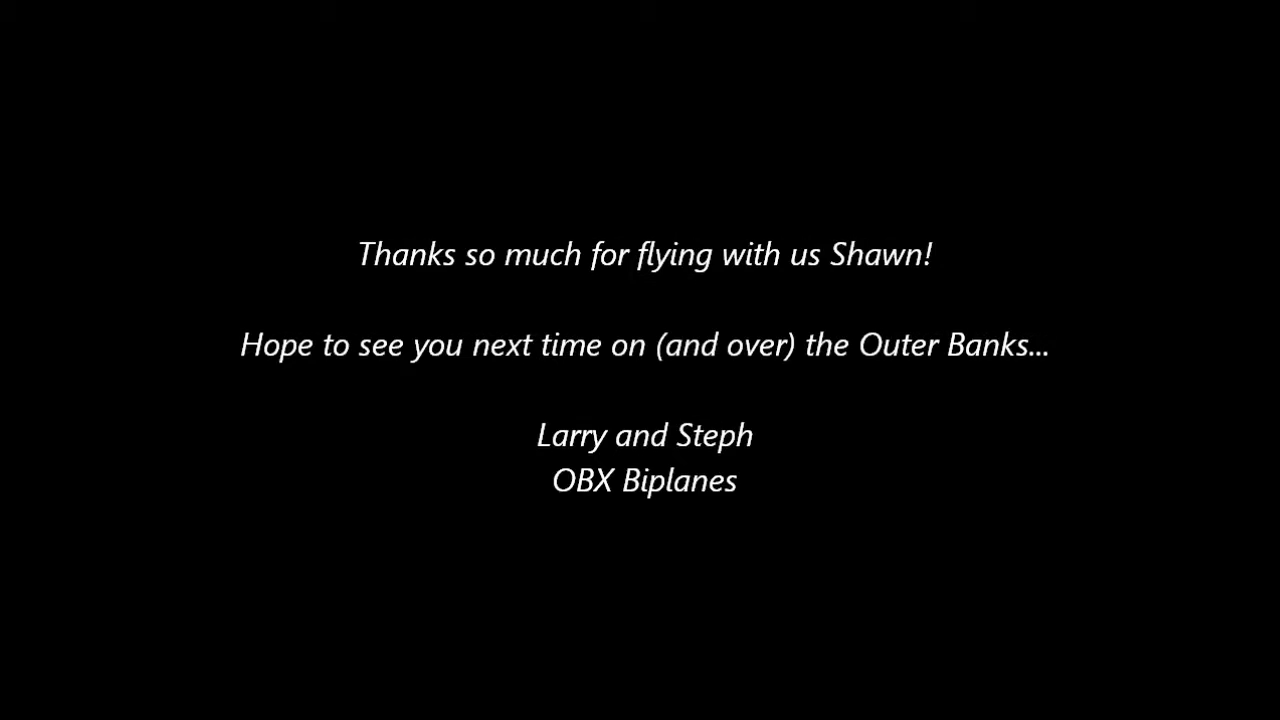 Thanks so much for flying with us Shawn!
Hope to see you next time on (and over) the Outer Banks...
Larry and Steph
OBX Biplanes